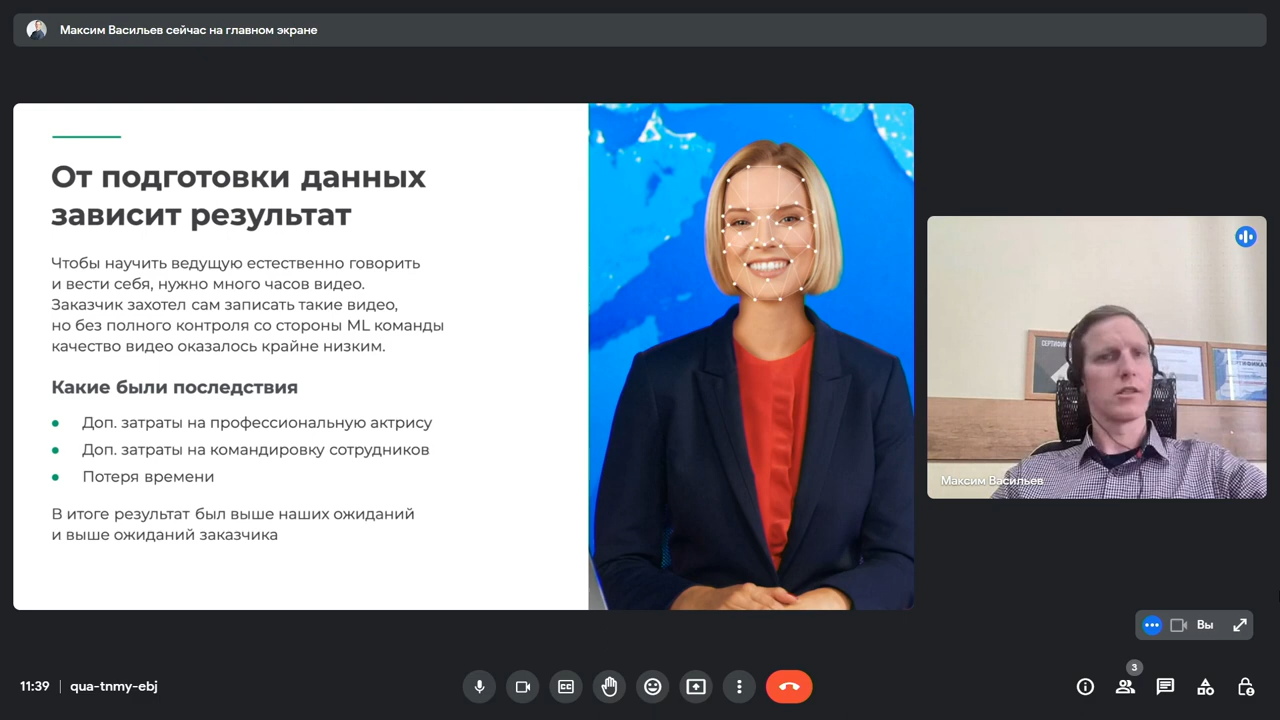 Максим Васильев сейчас на главном экране
От подготовки данных
зависит результат
Чтобы научить ведущую естественно говорить
и вести себя, нужно много часов видео.
Заказчик захотел сам записать такие видео,
но без полного контроля со стороны ML команды
качество видео оказалось крайне низким.
Какие были последствия
Доп. затраты на профессиональную актрису
Доп. затраты на командировку сотрудников
Потеря времени
В итоге результат был выше наших ожиданий
и выше ожиданий заказчика
Максим Васильев
Вы
11:39
qua-tnmy-ebj
3